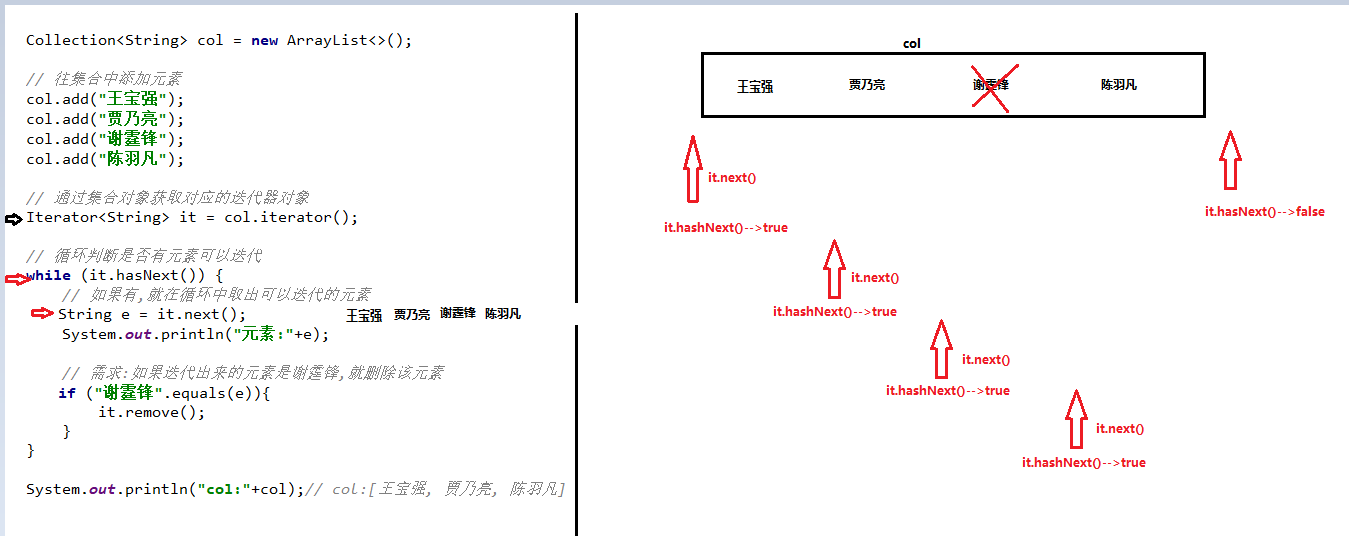 Collection<String> col = new ArrayList<>();
// 往集合中添加元素
col.add("王宝强");
col.add("贾乃亮");
col.add("谢霆锋");
col.add("陈羽凡");
// 通过集合对象获取对应的迭代器对象
Iterator<String> it = col.iterator();
// 循环判断是否有元素可以迭代
while (it.hasNext()) {
// 如果有,就在循环中取出可以迭代的元素
String e = it.next(); 王宝强 贾乃亮 谢霆锋 陈羽凡
System.out.println("元素:"+e);
// 需求:如果迭代出来的元素是谢霆锋,就删除该元素
if ("谢霆锋".equals(e)){
it.remove();
}
}
System.out.println("col:"+col);// col:[王宝强, 贾乃亮, 陈羽凡]
col
王宝强 贾乃亮 谢霆锋 陈羽凡
it.next()
it.hashNext()-->true
it.hasNext()-->false
it.next()
it.hashNext()-->true
it.next()
it.hashNext()-->true
it.next()
it.hashNext()-->true